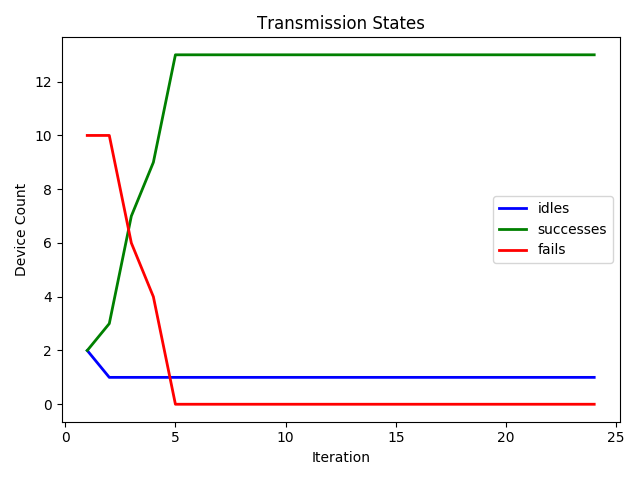 Transmission States
Device Count
12
10
8
6
4
2
0
idles
successes
fails
0 5 10 15 20 25
Iteration